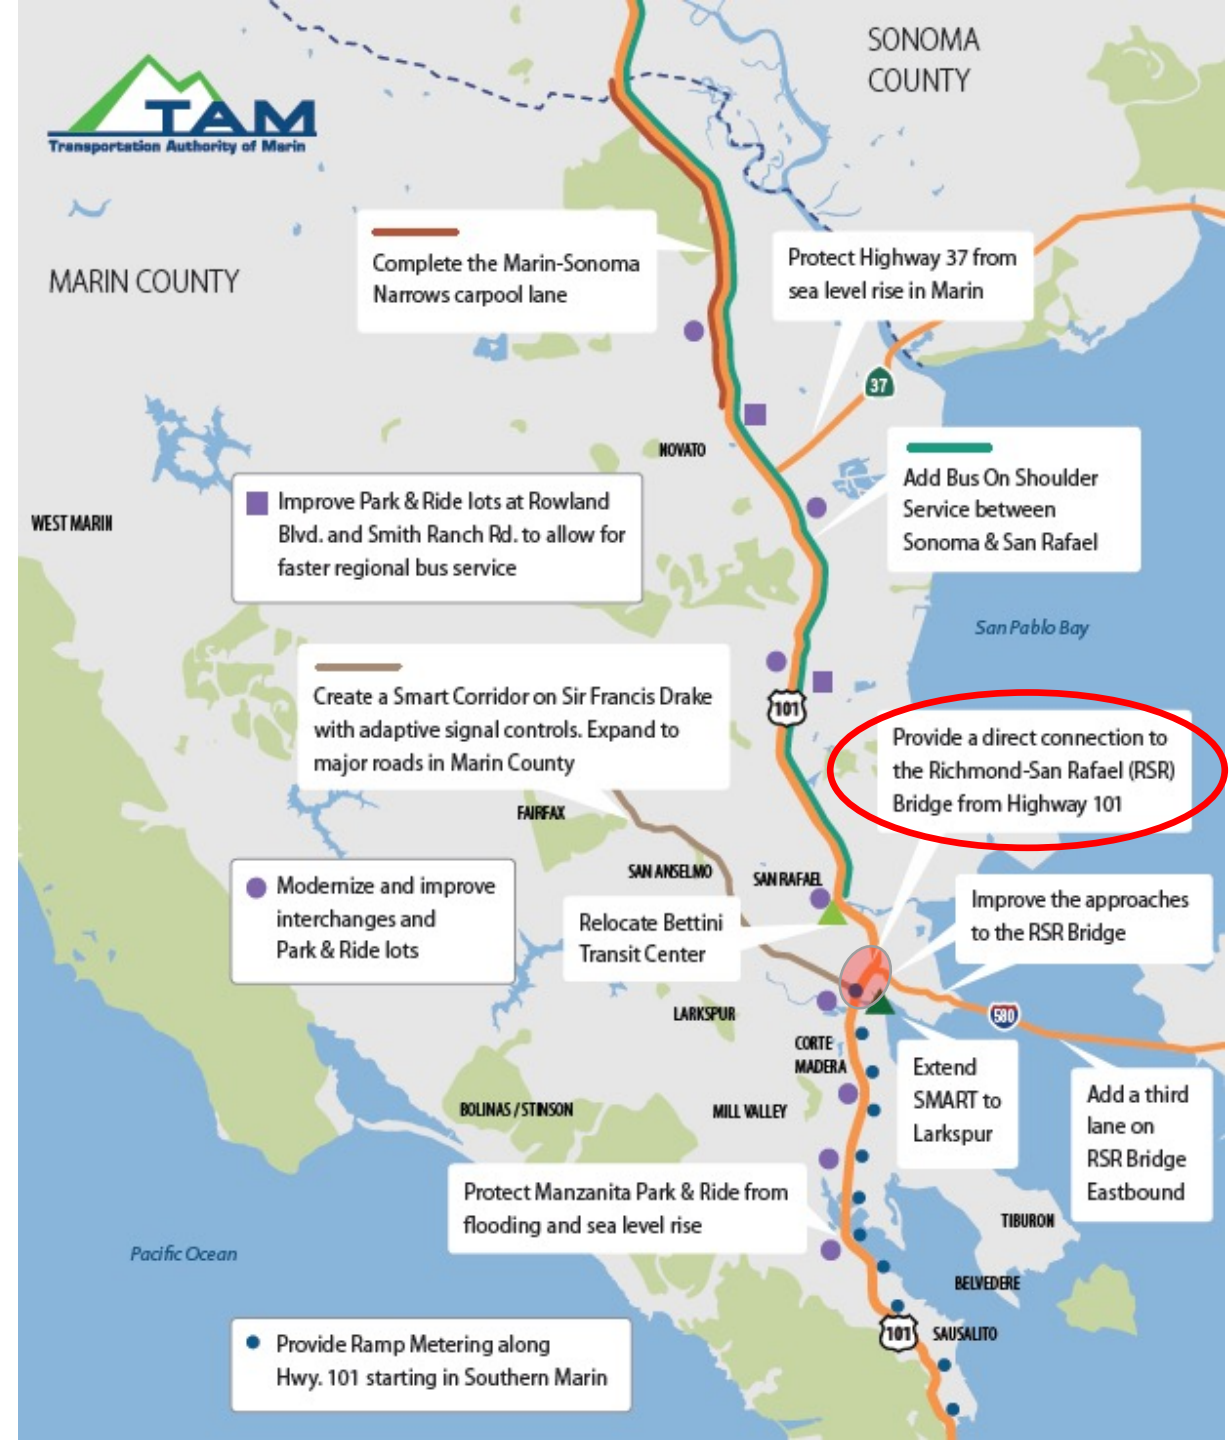 SONOMA
COUNTY
TAM
Transportation Authority of Marin
MARIN COUNTY
Complete the Marin-Sonoma
Narrows carpool lane
Protect Highway 37 from
sea level rise in Marin
37
NOVATO
Add Bus On Shoulder
Service between
Sonoma & San Rafael
WEST MARIN
Improve Park & Ride lots at Rowland
Blvd. and Smith Ranch Rd. to allow for
faster regional bus service
San Pablo Bay
Create a Smart Corridor on Sir Francis Drake
with adaptive signal controls. Expand to
major roads in Marin County
101
Provide a direct connection to
the Richmond-San Rafael (RSR)
Bridge from Highway 101
FAIRFAX
SAN ANSELMO
SAN RAFAEL
Modernize and improve
interchanges and
Park & Ride lots
Relocate Bettini
Transit Center
Improve the approaches
to the RSR Bridge
LARKSPUR
580
CORTE
MADERA
Extend
SMART to
Larkspur
Add a third
lane on
RSR Bridge
Eastbound
BOLINAS / STINSON
MILL VALLEY
Protect Manzanita Park & Ride from
flooding and sea level rise
TIBURON
Pacific Ocean
BELVEDERE
101
SAUSALITO
Provide Ramp Metering along
Hwy. 101 starting in Southern Marin